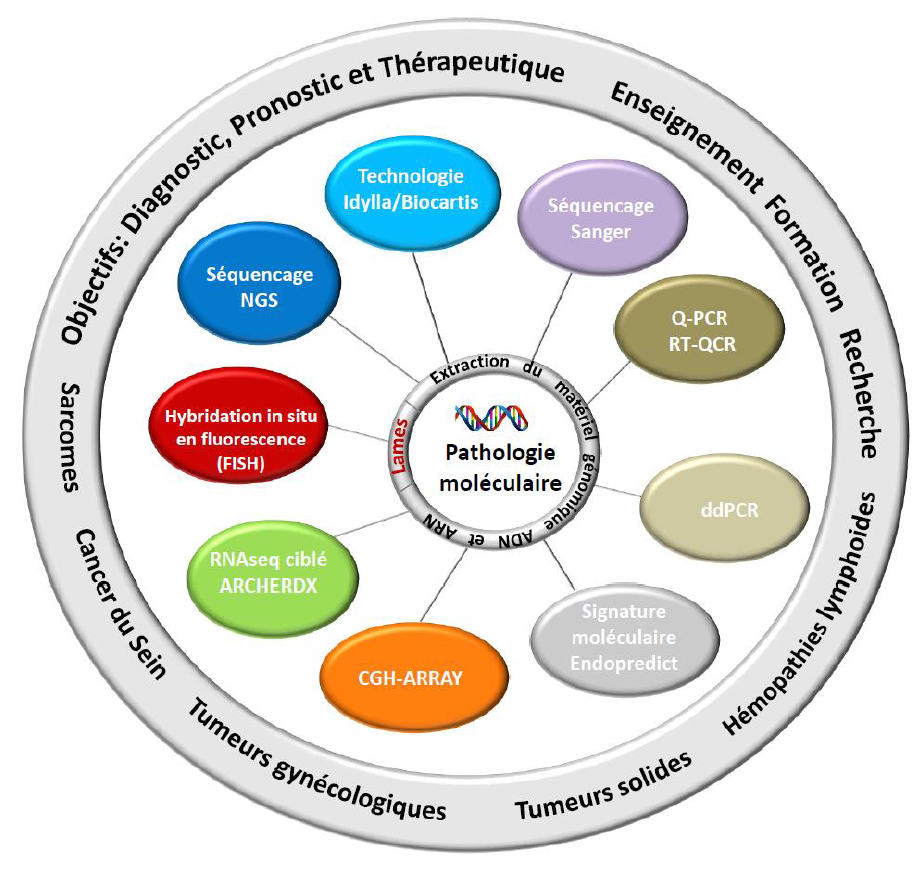 Objectifs: Diagnostic, Pronostic et Thérapeutique
Enseignement Formation Recherche
Hémopathies lymphoides
Tumeurs solides
Tumeurs gynécologiques
Cancer du Sein
Sarcomes
Technologie
Idylla/Biocartis
Séquencage
Sanger
Q-PCR
RT-QCR
ddPCR
Signature
moléculaire
Endopredict
CGH-ARRAY
RNAseq ciblé
ARCHERDX
Hybridation in situ
en fluorescence
(FISH)
Séquencage
NGS
Extraction du matériel génomique ADN et ARN
Lames
Pathologie
moléculaire